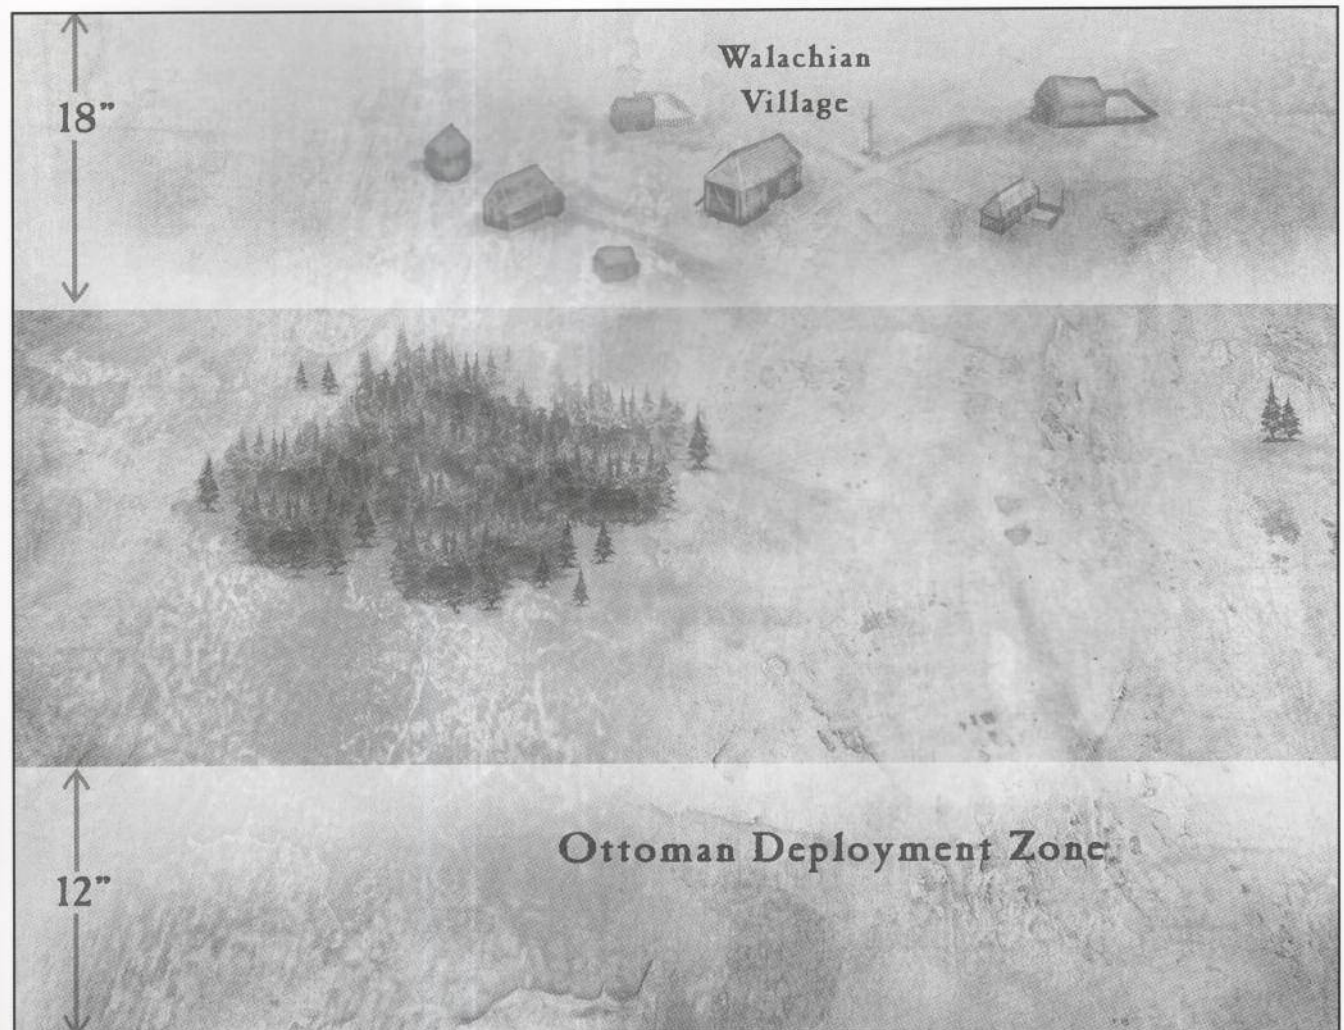 Walachian
Village
18”
Ottoman Deployment Zone
12”